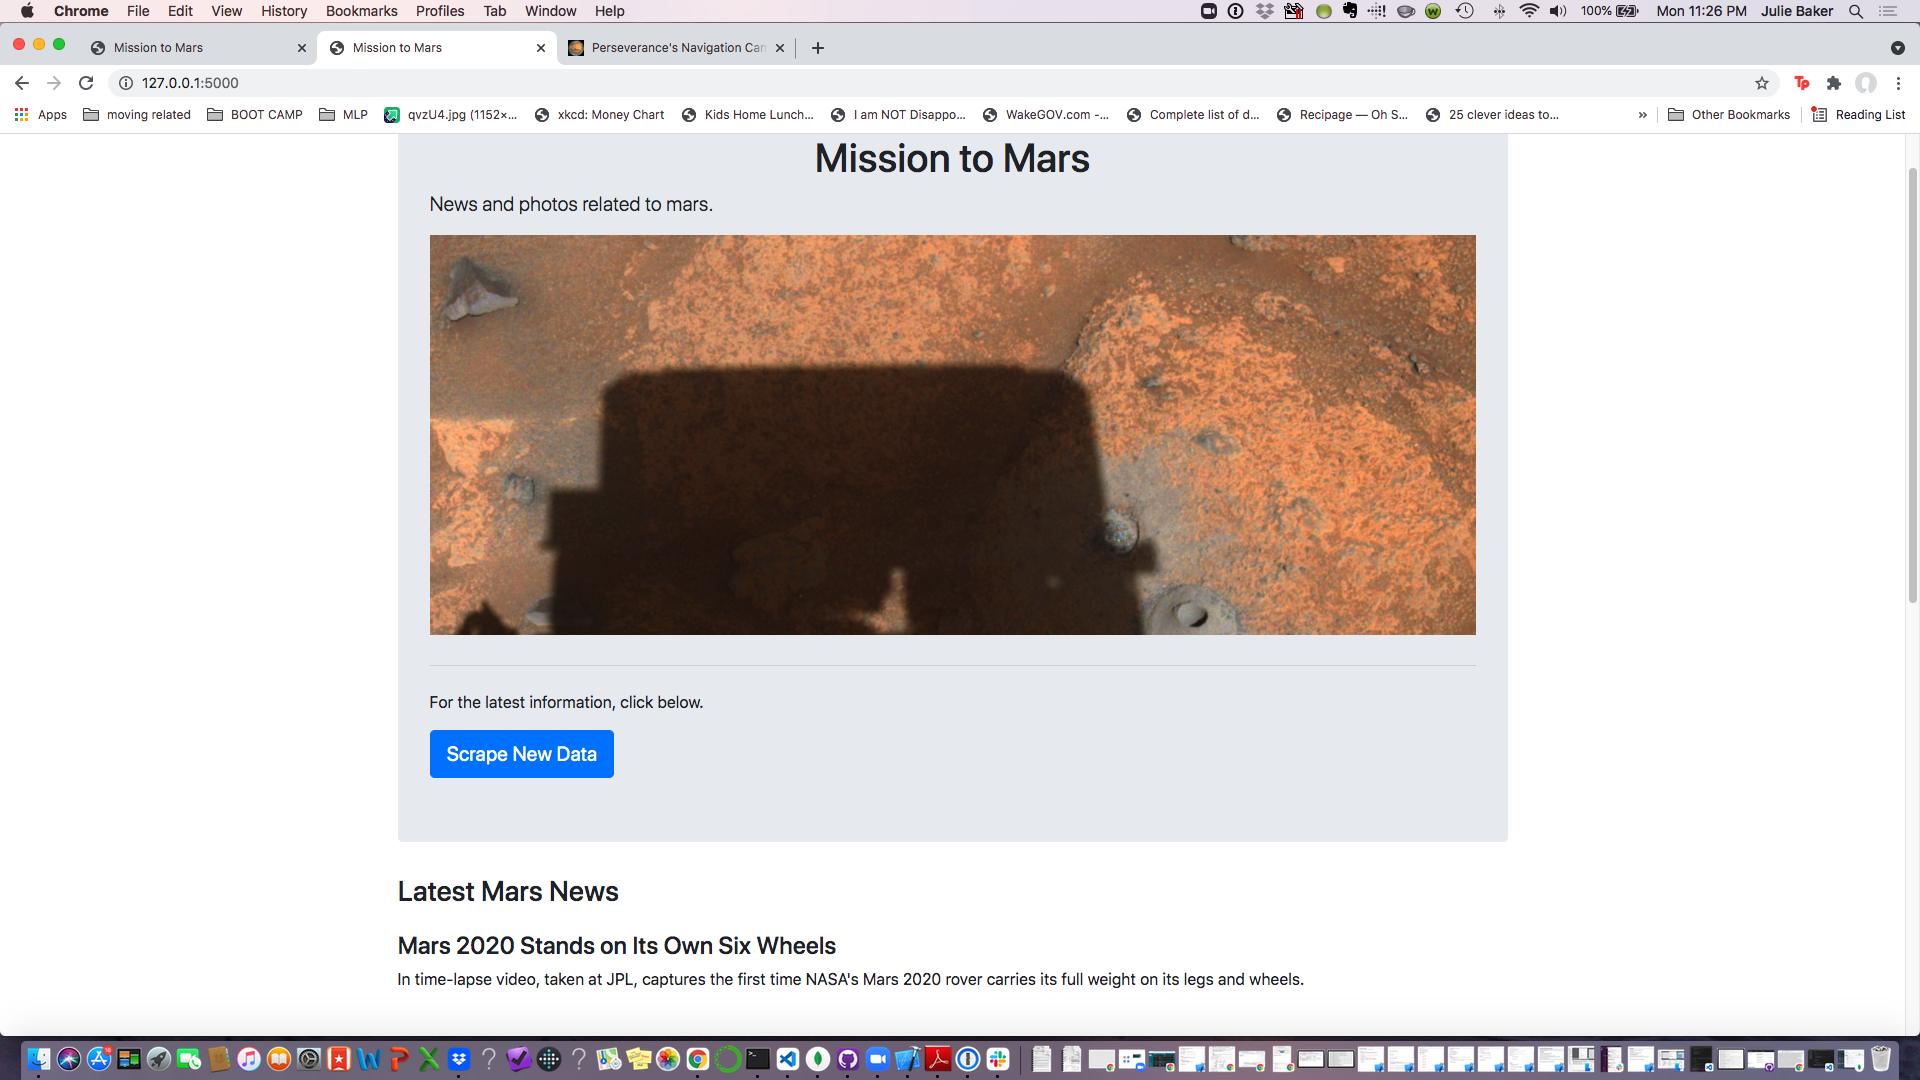 Chrome File Edit View History Bookmarks Profiles Tab Window Help 100% Mon 11:26 PM Julie Baker
Mission to Mars Mission to Mars Perseverance's Navigation Cam
127.0.0.1:5000
Apps moving related BOOT CAMP MLP qvzU4.jpg (1152×... xkcd: Money Chart Kids Home Lunch... I am NOT Disappo... WakeGOV.com -... Complete list of d... Recipage — Oh S... 25 clever ideas to... » Other Bookmarks Reading List
Mission to Mars
News and photos related to mars.
For the latest information, click below.
Scrape New Data
Latest Mars News
Mars 2020 Stands on Its Own Six Wheels
In time-lapse video, taken at JPL, captures the first time NASA's Mars 2020 rover carries its full weight on its legs and wheels.